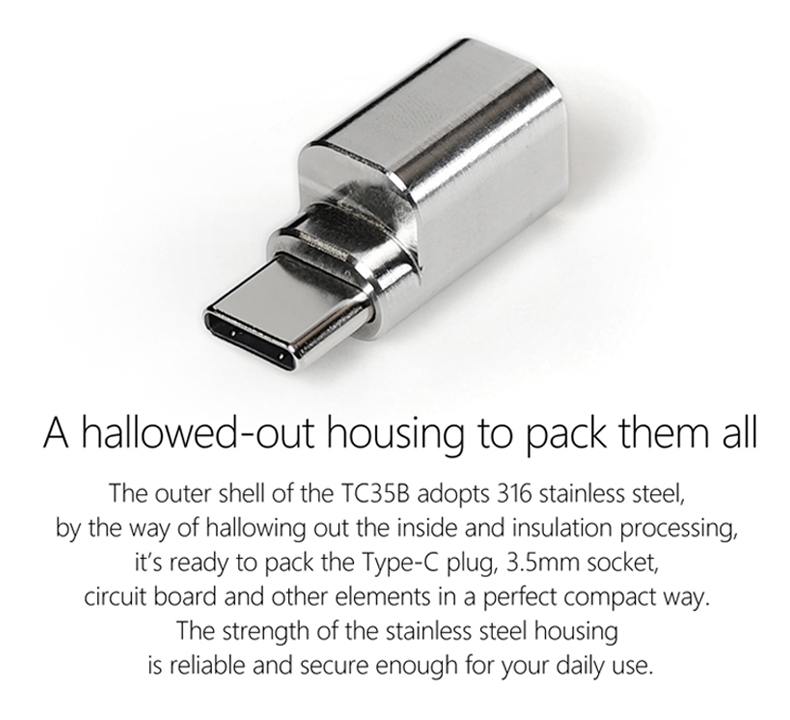 A hallowed-out housing to pack them all
The outer shell of the TC35B adopts 316 stainless steel,
by the way of hallowing out the inside and insulation processing,
it's ready to pack the Type-C plug, 3.5mm socket,
circuit board and other elements in a perfect compact way.
The strength of the stainless steel housing
is reliable and secure enough for your daily use.